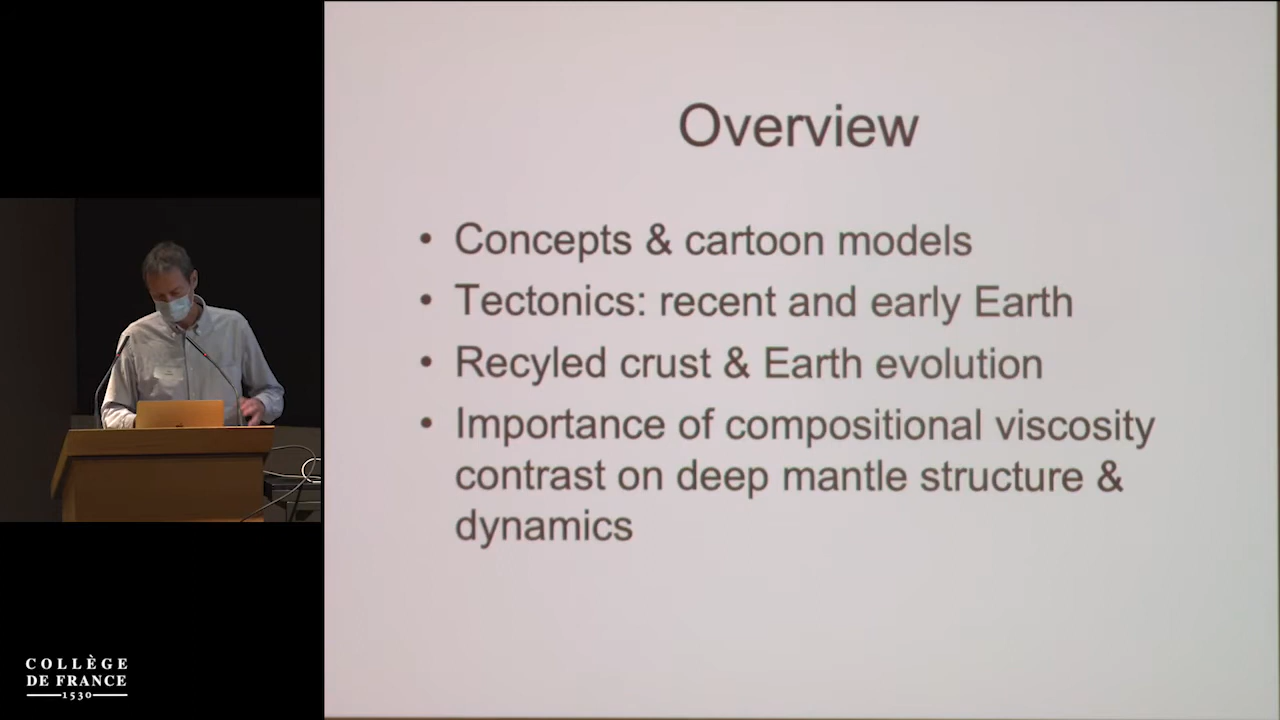 Overview
• Concepts & cartoon models
• Tectonics: recent and early Earth
• Recyled crust & Earth evolution
• Importance of compositional viscosity
contrast on deep mantle structure &
dynamics
COLLÈGE
DE FRANCE
1530